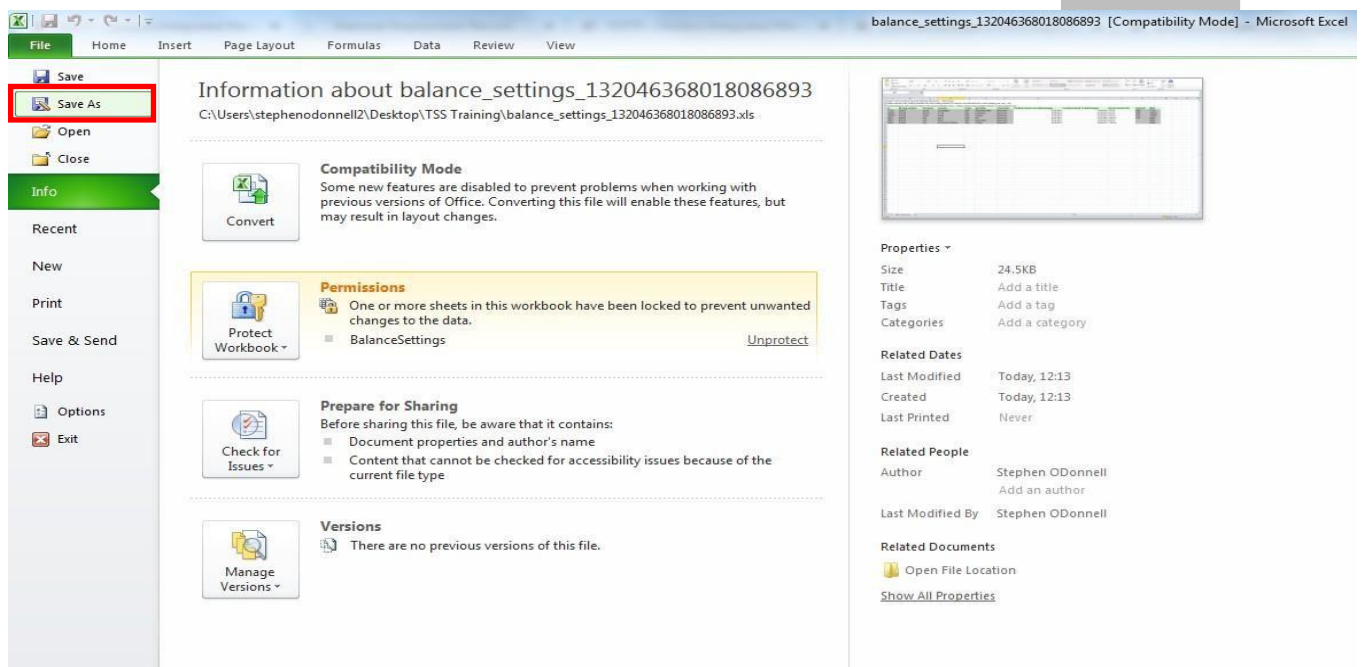 balance_settings_132046368018086893 [Compatibility Mode] - Microsoft Excel
File Home Insert Page Layout Formulas Data Review View
Save
Save As
Open
Close
Info
Recent
New
Print
Save & Send
Help
Options
Exit
Information about balance_settings_132046368018086893
C:\Users\stephenodonnell2\Desktop\TSS Training\balance_settings_132046368018086893.xls
Convert
Compatibility Mode
Some new features are disabled to prevent problems when working with
previous versions of Office. Converting this file will enable these features, but
may result in layout changes.
Protect
Workbook
Permissions
One or more sheets in this workbook have been locked to prevent unwanted
changes to the data.
BalanceSettings Unprotect
Check for
Issues
Prepare for Sharing
Before sharing this file, be aware that it contains:
Document properties and author's name
Content that cannot be checked for accessibility issues because of the
current file type
Manage
Versions
Versions
There are no previous versions of this file.
Properties
Size 24.5KB
Title Add a title
Tags Add a tag
Categories Add a category
Related Dates
Last Modified Today, 12:13
Created Today, 12:13
Last Printed Never
Related People
Author Stephen ODonnell
Add an author
Last Modified By Stephen ODonnell
Related Documents
Open File Location
Show All Properties